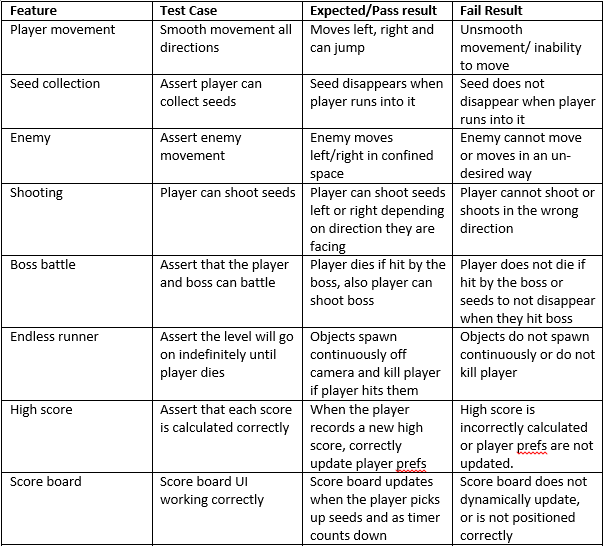 Feature Test Case Expected/Pass result Fail Result
Player movement Smooth movement all Moves left, right and Unsmooth
directions can jump movement/ inability
to move
Seed collection Assert player can Seed disappears when Seed does not
collect seeds player runs into it disappear when player
runs into it
Enemy Assert enemy Enemy moves Enemy cannot move
movement left/right in confined or moves in an un-
space desired way
Shooting Player can shoot seeds Player can shoot seeds Player cannot shoot or
left or right depending shoots in the wrong
on direction they are direction
facing
Boss battle Assert that the player Player dies if hit by the Player does not die if
and boss can battle boss, also player can hit by the boss or
shoot boss seeds to not disappear
when they hit boss
Endless runner Assert the level will go Objects spawn Objects do not spawn
on indefinitely until continuously off continuously or do not
player dies camera and kill player kill player
if player hits them
High score Assert that each score When the player High score is
is calculated correctly records a new high incorrectly calculated
score, correctly or player prefs are not
update player prefs updated.
Score board Score board UI Score board updates Score board does not
working correctly when the player picks dynamically update,
up seeds and as timer or is not positioned
counts down correctly